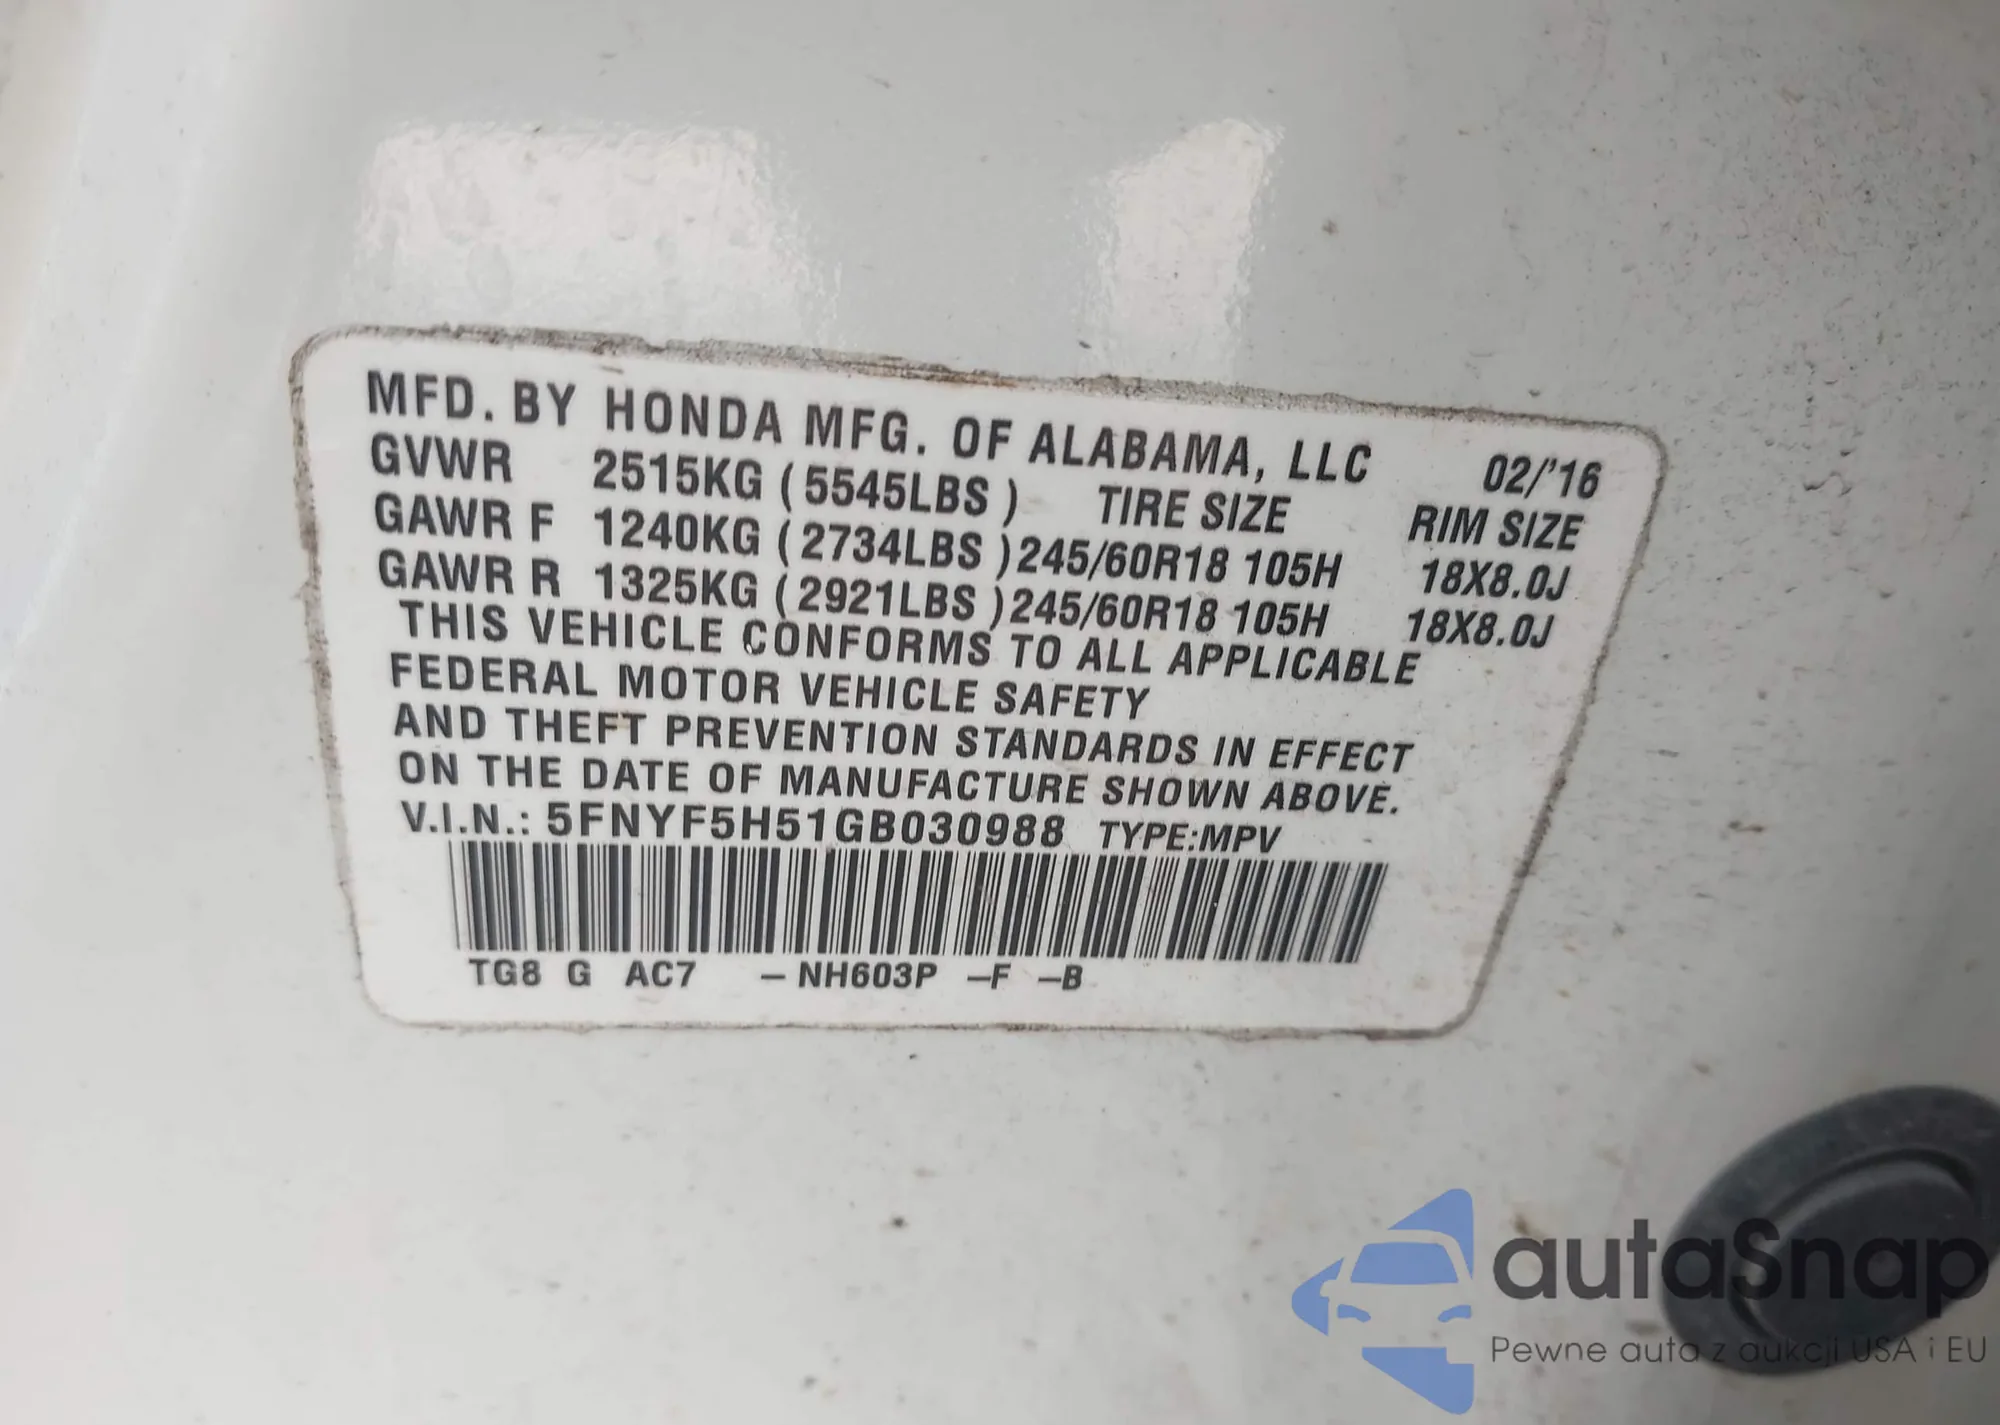 MFD. BY HONDA MFG. OF ALABAMA, LLC 02/'16
GVWR 2515KG ( 5545LBS ) TIRE SIZE RIM SIZE
GAWR F 1240KG ( 2734LBS ) 245/60R18 105H 18X8.0J
GAWR R 1325KG ( 2921LBS ) 245/60R18 105H 18X8.0J
THIS VEHICLE CONFORMS TO ALL APPLICABLE
FEDERAL MOTOR VEHICLE SAFETY
AND THEFT PREVENTION STANDARDS IN EFFECT
ON THE DATE OF MANUFACTURE SHOWN ABOVE.
V.I.N.: 5FNYF5H51GB030988 TYPE:MPV
TG8 G AC7 –NH603P –F –B
autaSnap
Pewne auta z aukcji USA i EU